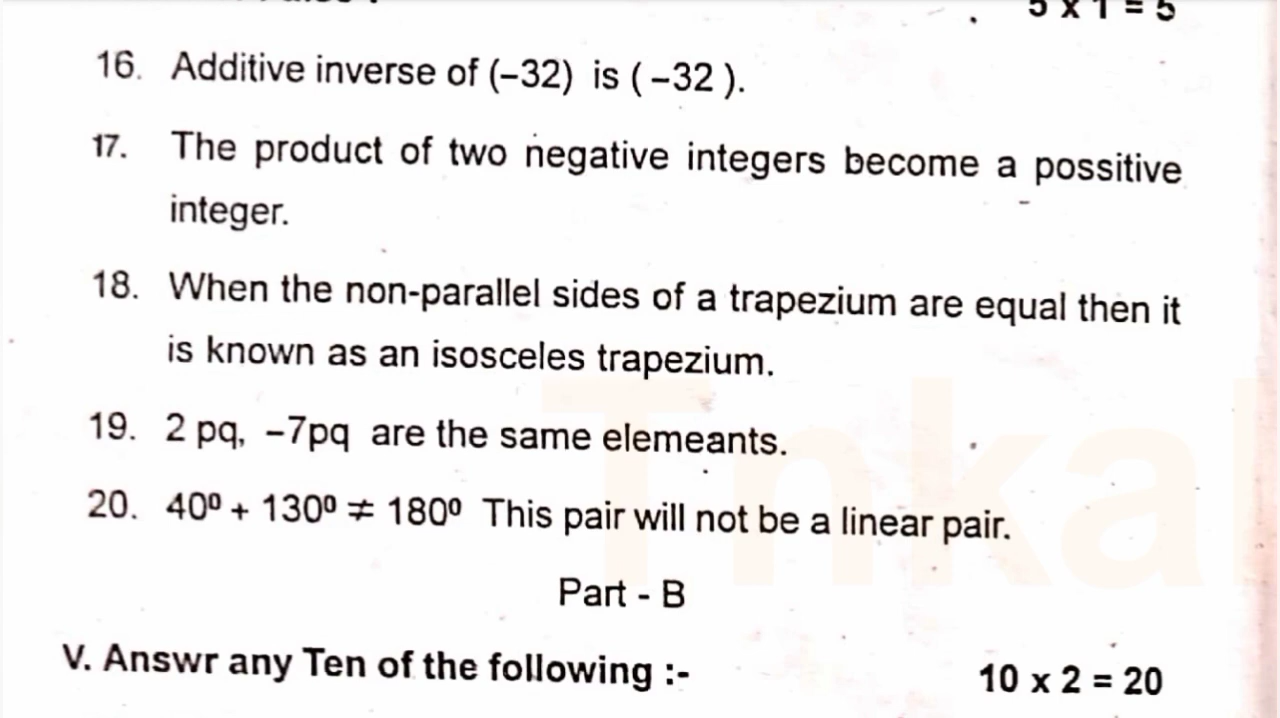 5 x 1 = 5
16. Additive inverse of (–32) is ( –32 ).
17. The product of two negative integers become a possitive
integer.
18. When the non-parallel sides of a trapezium are equal then it
is known as an isosceles trapezium.
19. 2 pq, –7pq are the same elemeants.
20. 40⁰ + 130⁰ ≠ 180⁰ This pair will not be a linear pair.
Part - B
V. Answr any Ten of the following :- 10 x 2 = 20